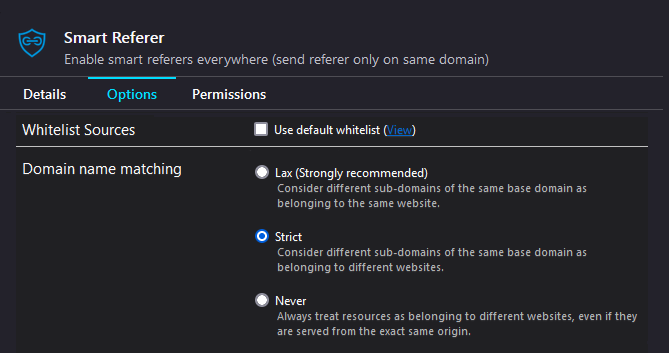 Smart Referer
Enable smart referers everywhere (send referer only on same domain)
Details Options Permissions
Whitelist Sources Use default whitelist (View)
Domain name matching Lax (Strongly recommended)
Consider different sub-domains of the same base domain as
belonging to the same website.
Strict
Consider different sub-domains of the same base domain as
belonging to different websites.
Never
Always treat resources as belonging to different websites, even if they
are served from the exact same origin.